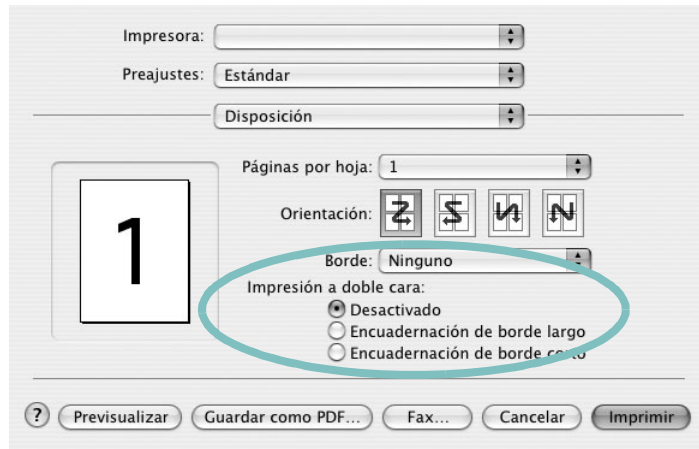 Impresora:
Preajustes: Estándar
Disposición
Páginas por hoja: 1
1
Orientación:
Borde: Ninguno
Impresión a doble cara:
Desactivado
Encuadernación de borde largo
Encuadernación de borde corto
? Previsualizar Guardar como PDF... Fax... Cancelar Imprimir